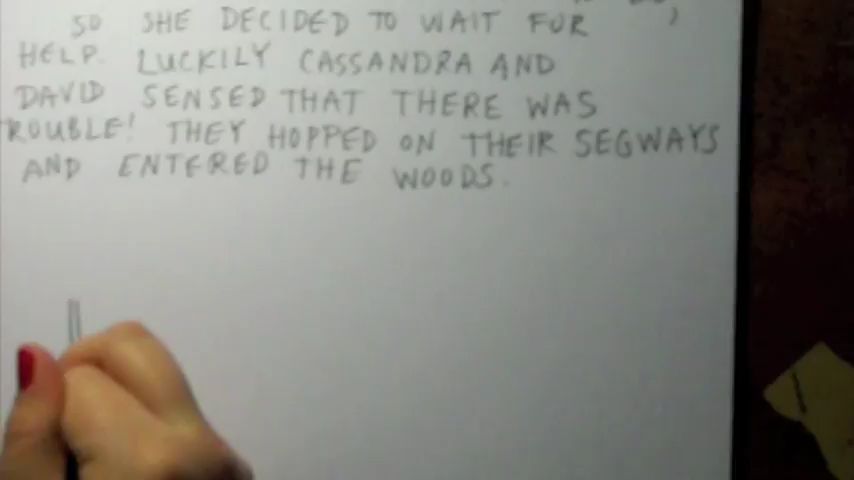 SO SHE DECIDED TO WAIT FOR
HELP. LUCKILY CASSANDRA AND
DAVID SENSED THAT THERE WAS
TROUBLE! THEY HOPPED ON THEIR SEGWAYS
AND ENTERED THE WOODS.